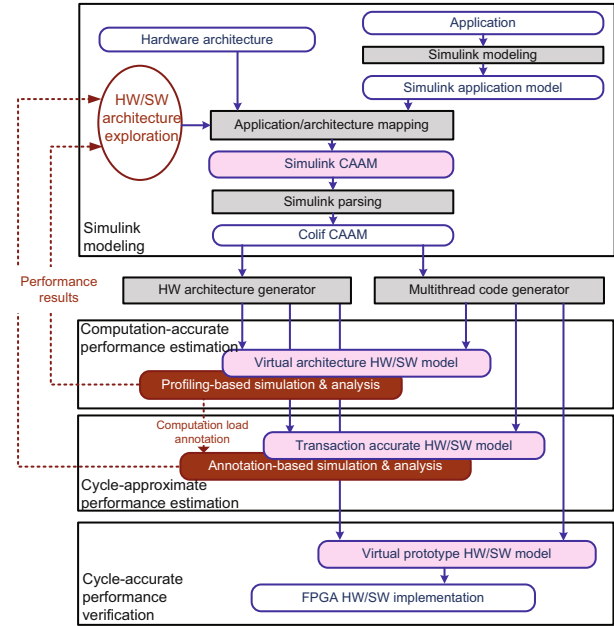 Application
Hardware architecture
Simulink modeling
HW/SW
architecture
exploration
Simulink application model
Application/architecture mapping
Simulink CAAM
Simulink parsing
Simulink
modeling
Colif CAAM
Performance
results
HW architecture generator
Multithread code generator
Computation-accurate
performance estimation
Virtual architecture HW/SW model
Profiling-based simulation & analysis
Computation load
annotation
Transaction accurate HW/SW model
Annotation-based simulation & analysis
Cycle-approximate
performance estimation
Virtual prototype HW/SW model
Cycle-accurate
performance
verification
FPGA HW/SW implementation